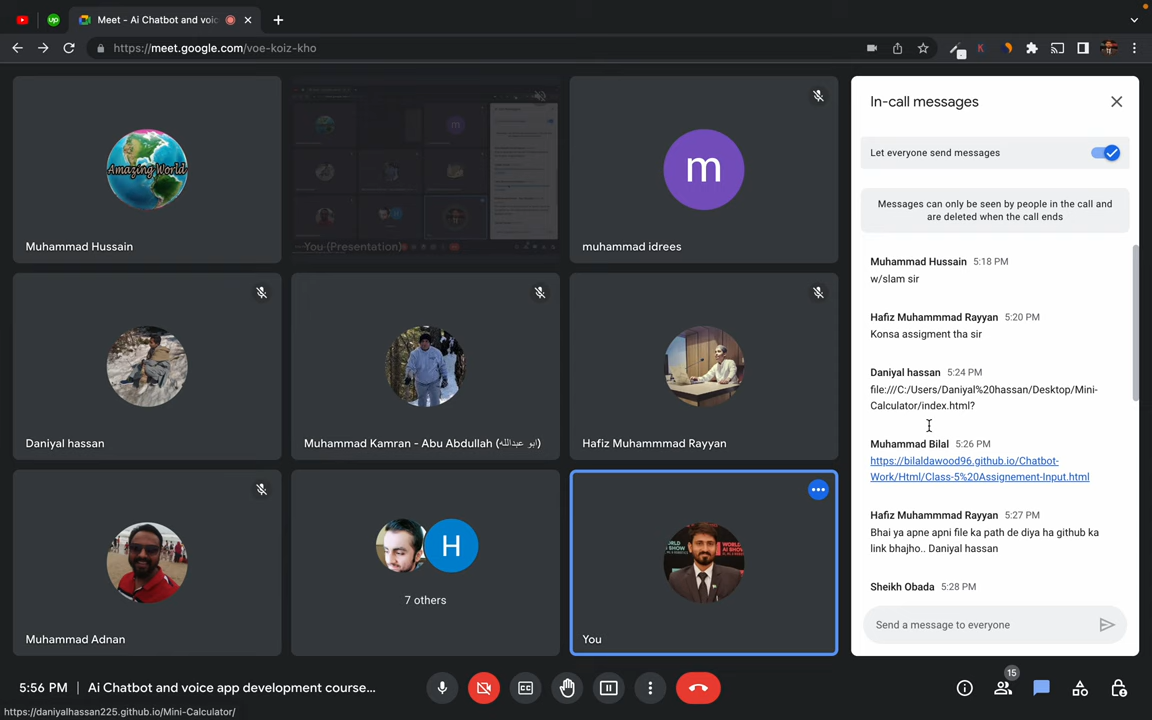 Meet - Ai Chatbot and voic
https://meet.google.com/voe-koiz-kho
In-call messages
Let everyone send messages
Messages can only be seen by people in the call and
are deleted when the call ends
Muhammad Hussain 5:18 PM
w/slam sir
Hafiz Muhammmad Rayyan 5:20 PM
Konsa assigment tha sir
Daniyal hassan 5:24 PM
file:///C:/Users/Daniyal%20hassan/Desktop/Mini-
Calculator/index.html?
Muhammad Bilal 5:26 PM
https://bilaldawood96.github.io/Chatbot-
Work/Html/Class-5%20Assignement-Input.html
Hafiz Muhammmad Rayyan 5:27 PM
Bhai ya apne apni file ka path de diya ha github ka
link bhajho.. Daniyal hassan
Sheikh Obada 5:28 PM
Send a message to everyone
AMAZING WORLD
Muhammad Hussain
You (Presentation)
m
muhammad idrees
Daniyal hassan
Muhammad Kamran - Abu Abdullah (ابو عبدالله)
Hafiz Muhammmad Rayyan
Muhammad Adnan
H
7 others
WORLD
AI SHOW
You
5:56 PM | Ai Chatbot and voice app development course...
15
https://daniyalhassan225.github.io/Mini-Calculator/